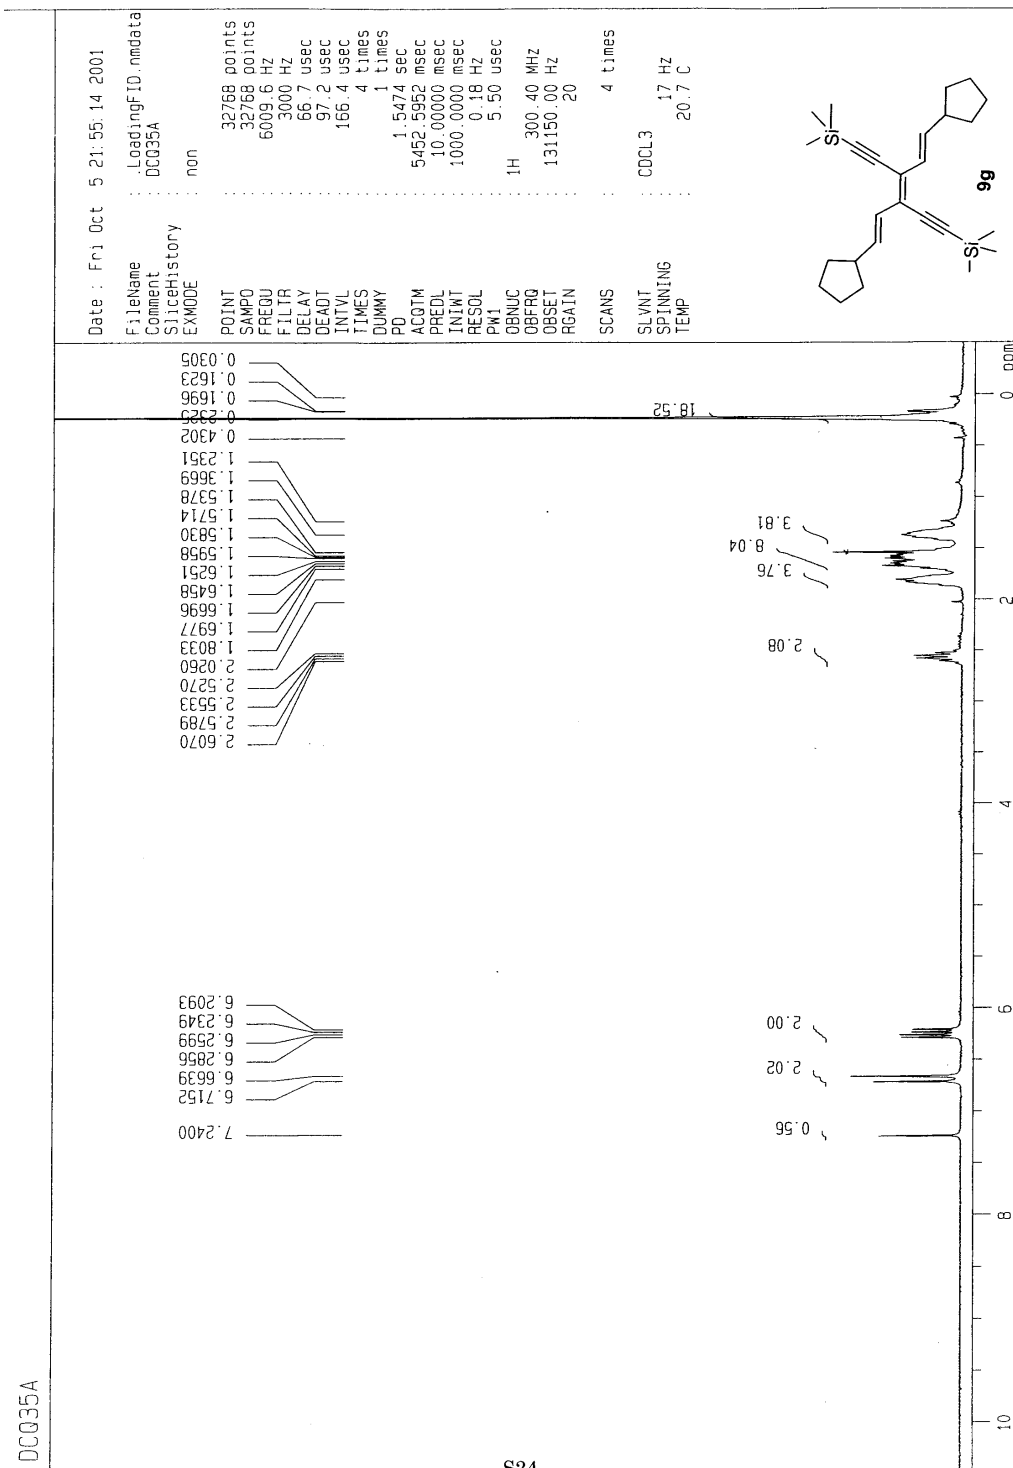 DCQ35A
Date : Fri Oct 5 21:55:14 2001
FileName : .LoadingFID.nmdata
Comment : DCQ35A
SliceHistory :
EXMODE : non
POINT : 32768 points
SAMPO : 32768 points
FREQU : 6009.6 Hz
FILTR : 3000 Hz
DELAY : 66.7 usec
DEADT : 97.2 usec
INTVL : 166.4 usec
TIMES : 4 times
DUMMY : 1 times
PD : 1.5474 sec
ACQTM : 5452.5952 msec
PREDL : 10.00000 msec
INIWT : 1000.0000 msec
RESOL : 0.18 Hz
PW1 : 5.50 usec
OBNUC : 1H
OBFRQ : 300.40 MHz
OBSET : 131150.00 Hz
RGAIN : 20
SCANS : 4 times
SLVNT : CDCL3
SPINNING : 17 Hz
TEMP : 20.7 C
Si
Si
9g
7.2400
6.7152
6.6639
6.2856
6.2599
6.2349
6.2093
2.6070
2.5789
2.5533
2.5270
2.0260
1.8033
1.6977
1.6696
1.6458
1.6251
1.5958
1.5830
1.5714
1.5378
1.3669
1.2351
0.4302
0.2325
0.1696
0.1623
0.0305
0.56
2.02
2.00
2.08
3.76
8.04
3.81
18.52
10
8
6
4
2
0
ppm
S24